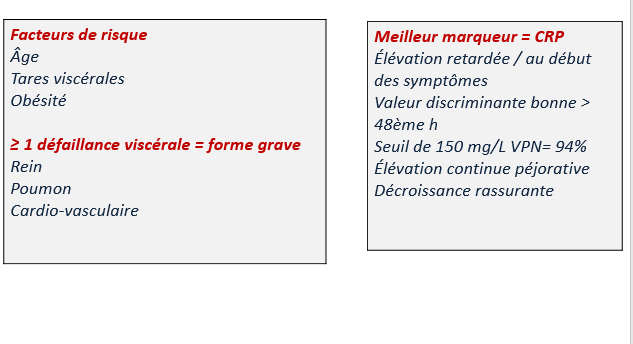 Facteurs de risque
Âge
Tares viscérales
Obésité
≥ 1 défaillance viscérale = forme grave
Rein
Poumon
Cardio-vasculaire
Meilleur marqueur = CRP
Élévation retardée / au début
des symptômes
Valeur discriminante bonne >
48ème h
Seuil de 150 mg/L VPN= 94%
Élévation continue péjorative
Décroissance rassurante